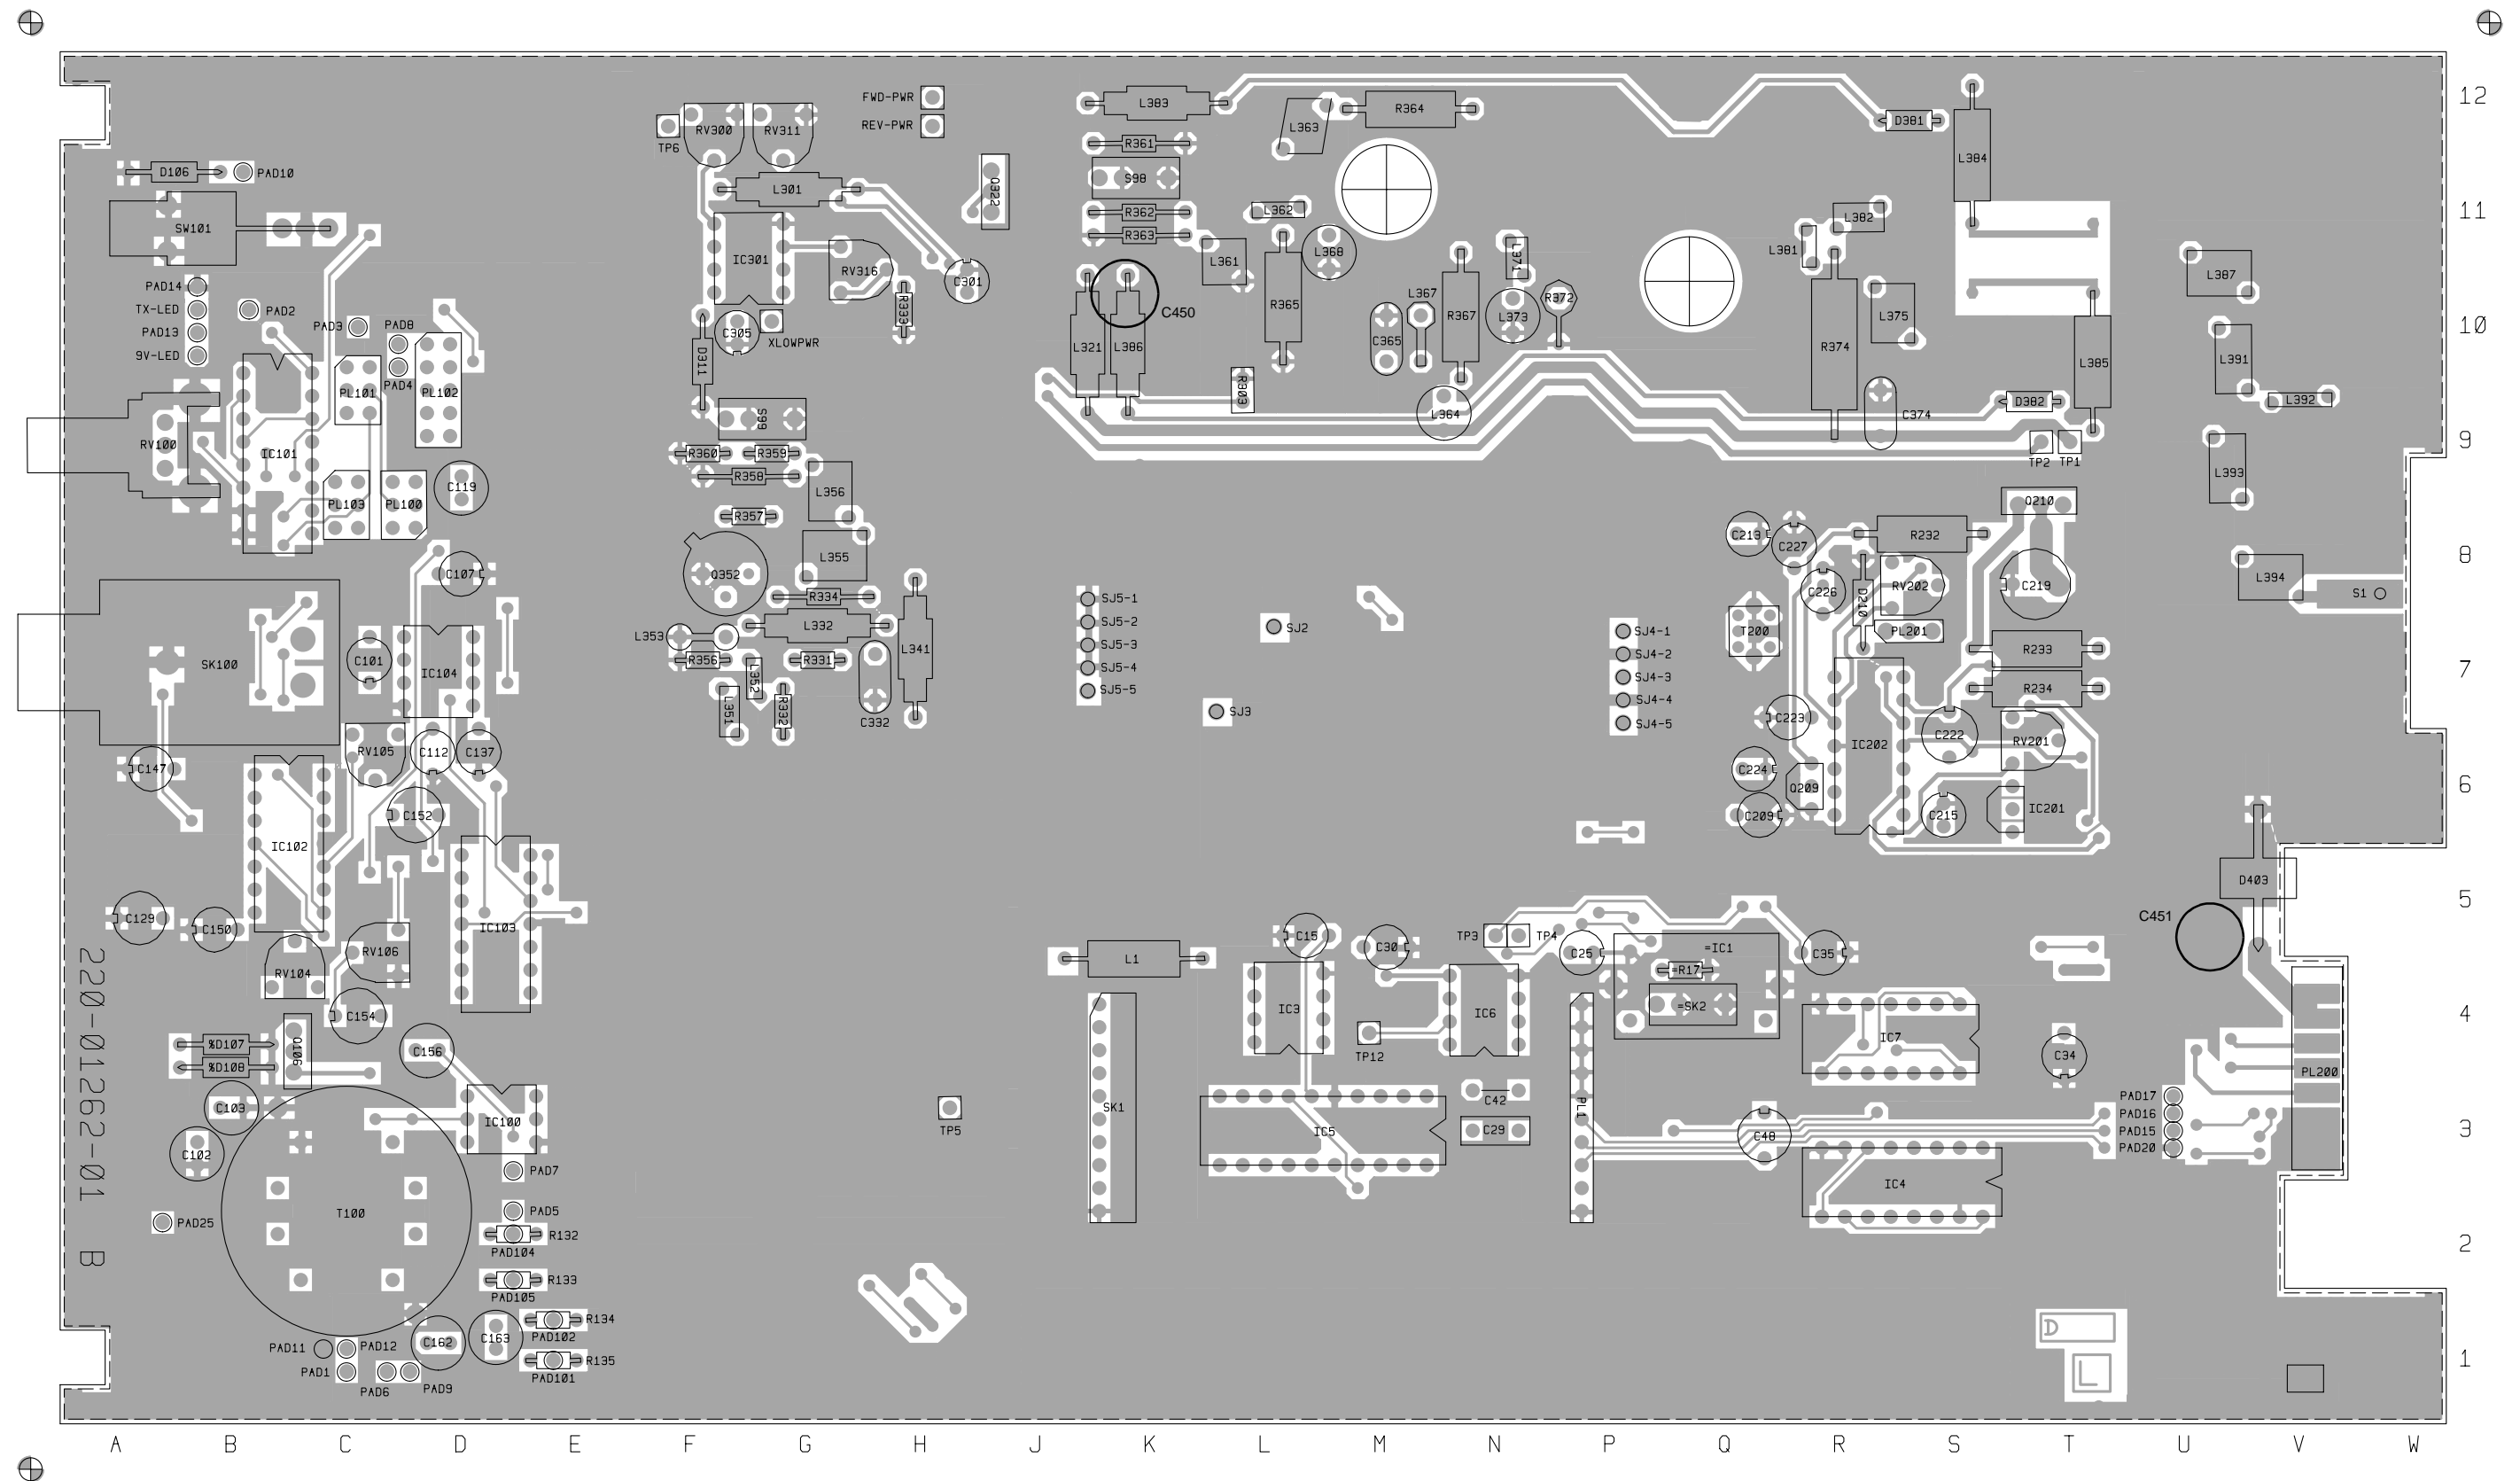 FWD-PWR
REV-PWR
TP6
RV300
RV311
L383
L363
R364
D381
L384
12
D106
PAD10
SW101
L301
Q322
R361
S98
R362
R363
L362
L361
L368
L371
L382
L381
11
IC301
RV316
C301
R333
PAD14
TX-LED
PAD13
9V-LED
PAD2
PAD3
PAD8
PAD4
PL101
PL102
C305
XLOWPWR
D311
L321
L386
C450
R365
C365
L367
R367
L373
R372
R374
L375
L387
L385
L391
10
R303
S99
L364
C374
D382
L392
RV100
IC101
R360
R359
R358
TP2
TP1
9
PL103
PL100
C119
L356
L393
R357
Q210
L355
C213
C227
R232
C107
Q352
8
R334
C226
D210
RV202
C219
L394
S1
SJ5-1
SJ5-2
SJ5-3
SJ5-4
SJ5-5
SJ2
SJ3
SJ4-1
SJ4-2
SJ4-3
SJ4-4
SJ4-5
L353
L332
T200
PL201
SK100
C101
IC104
R356
L352
R331
L341
R233
7
L351
R332
C332
R234
C223
C222
RV201
IC202
RV105
C112
C137
C147
C224
Q209
6
C152
C209
C215
IC201
IC102
D403
5
C129
C150
IC103
C451
RV106
C15
C30
TP3
TP4
C25
=IC1
C35
L1
=R17
RV104
=SK2
C154
IC3
IC6
4
%D107
%D108
Q106
C156
TP12
IC7
C34
PL200
C103
IC100
TP5
SK1
C42
PL1
C29
IC5
C48
PAD17
PAD16
PAD15
PAD20
3
C102
PAD7
IC4
T100
PAD5
PAD25
R132
PAD104
2
R133
PAD105
R134
PAD102
R135
PAD101
C162
C163
PAD11
PAD12
PAD1
PAD6
PAD9
D
L
1
220-01262-01 B
A B C D E F G H J K L M N P Q R S T U V W